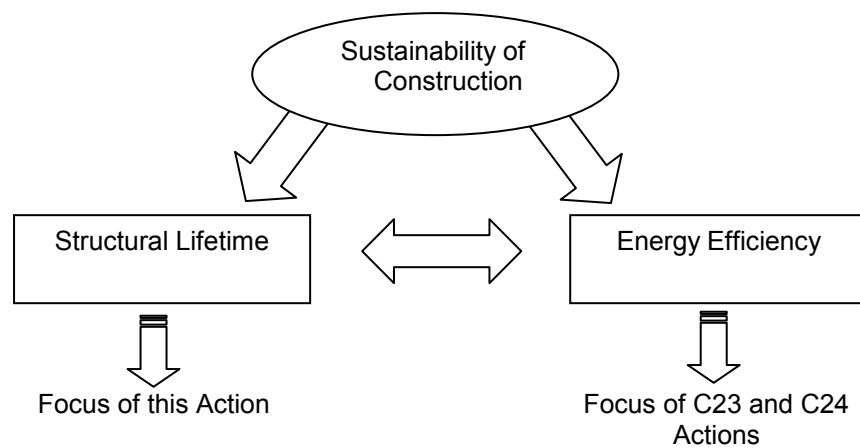 Sustainability of
Construction
Structural Lifetime
Energy Efficiency
Focus of this Action
Focus of C23 and C24
Actions